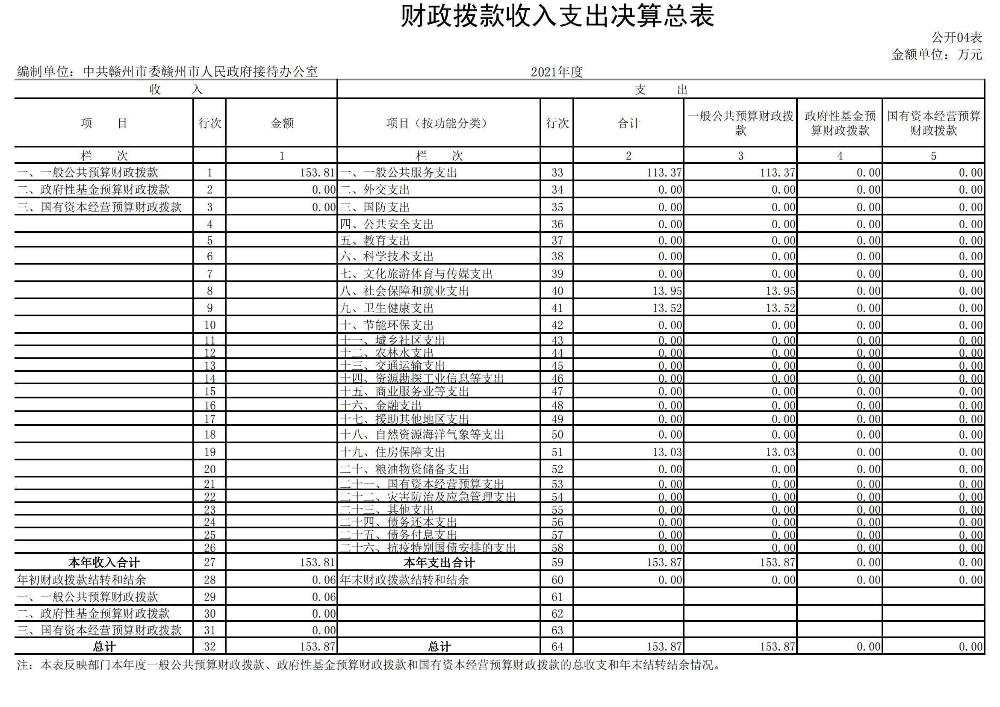 财政拨款收入支出决算总表
公开04表
金额单位：万元
编制单位：中共赣州市委赣州市人民政府接待办公室 2021年度
收 入 支 出
项 目 行次 金额 项目（按功能分类） 行次 合计 一般公共预算财政拨款 政府性基金预算财政拨款 国有资本经营预算财政拨款
栏 次 1 栏 次 2 3 4 5
一、一般公共预算财政拨款 1 153.81 一、一般公共服务支出 33 113.37 113.37 0.00 0.00
二、政府性基金预算财政拨款 2 0.00 二、外交支出 34 0.00 0.00 0.00 0.00
三、国有资本经营预算财政拨款 3 0.00 三、国防支出 35 0.00 0.00 0.00 0.00
4 四、公共安全支出 36 0.00 0.00 0.00 0.00
5 五、教育支出 37 0.00 0.00 0.00 0.00
6 六、科学技术支出 38 0.00 0.00 0.00 0.00
7 七、文化旅游体育与传媒支出 39 0.00 0.00 0.00 0.00
8 八、社会保障和就业支出 40 13.95 13.95 0.00 0.00
9 九、卫生健康支出 41 13.52 13.52 0.00 0.00
10 十、节能环保支出 42 0.00 0.00 0.00 0.00
11 十一、城乡社区支出 43 0.00 0.00 0.00 0.00
12 十二、农林水支出 44 0.00 0.00 0.00 0.00
13 十三、交通运输支出 45 0.00 0.00 0.00 0.00
14 十四、资源勘探工业信息等支出 46 0.00 0.00 0.00 0.00
15 十五、商业服务业等支出 47 0.00 0.00 0.00 0.00
16 十六、金融支出 48 0.00 0.00 0.00 0.00
17 十七、援助其他地区支出 49 0.00 0.00 0.00 0.00
18 十八、自然资源海洋气象等支出 50 0.00 0.00 0.00 0.00
19 十九、住房保障支出 51 13.03 13.03 0.00 0.00
20 二十、粮油物资储备支出 52 0.00 0.00 0.00 0.00
21 二十一、国有资本经营预算支出 53 0.00 0.00 0.00 0.00
22 二十二、灾害防治及应急管理支出 54 0.00 0.00 0.00 0.00
23 二十三、其他支出 55 0.00 0.00 0.00 0.00
24 二十四、债务还本支出 56 0.00 0.00 0.00 0.00
25 二十五、债务付息支出 57 0.00 0.00 0.00 0.00
26 二十六、抗疫特别国债安排的支出 58 0.00 0.00 0.00 0.00
本年收入合计 27 153.81 本年支出合计 59 153.87 153.87 0.00 0.00
年初财政拨款结转和结余 28 0.06 年末财政拨款结转和结余 60 0.00 0.00 0.00 0.00
一、一般公共预算财政拨款 29 0.06 61
二、政府性基金预算财政拨款 30 0.00 62
三、国有资本经营预算财政拨款 31 0.00 63
总计 32 153.87 总计 64 153.87 153.87 0.00 0.00
注：本表反映部门本年度一般公共预算财政拨款、政府性基金预算财政拨款和国有资本经营预算财政拨款的总收支和年末结转结余情况。